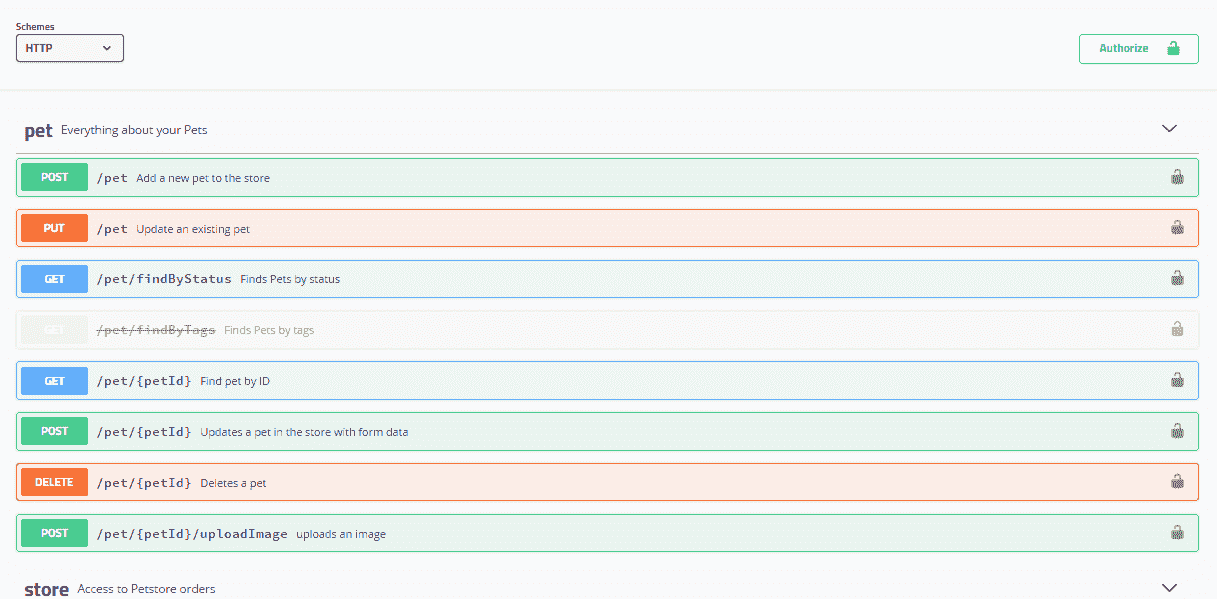 Schemes
HTTP
Authorize
pet Everything about your Pets
POST /pet Add a new pet to the store
PUT /pet Update an existing pet
GET /pet/findByStatus Finds Pets by status
GET /pet/findByTags Finds Pets by tags
GET /pet/{petId} Find pet by ID
POST /pet/{petId} Updates a pet in the store with form data
DELETE /pet/{petId} Deletes a pet
POST /pet/{petId}/uploadImage uploads an image
store Access to Petstore orders